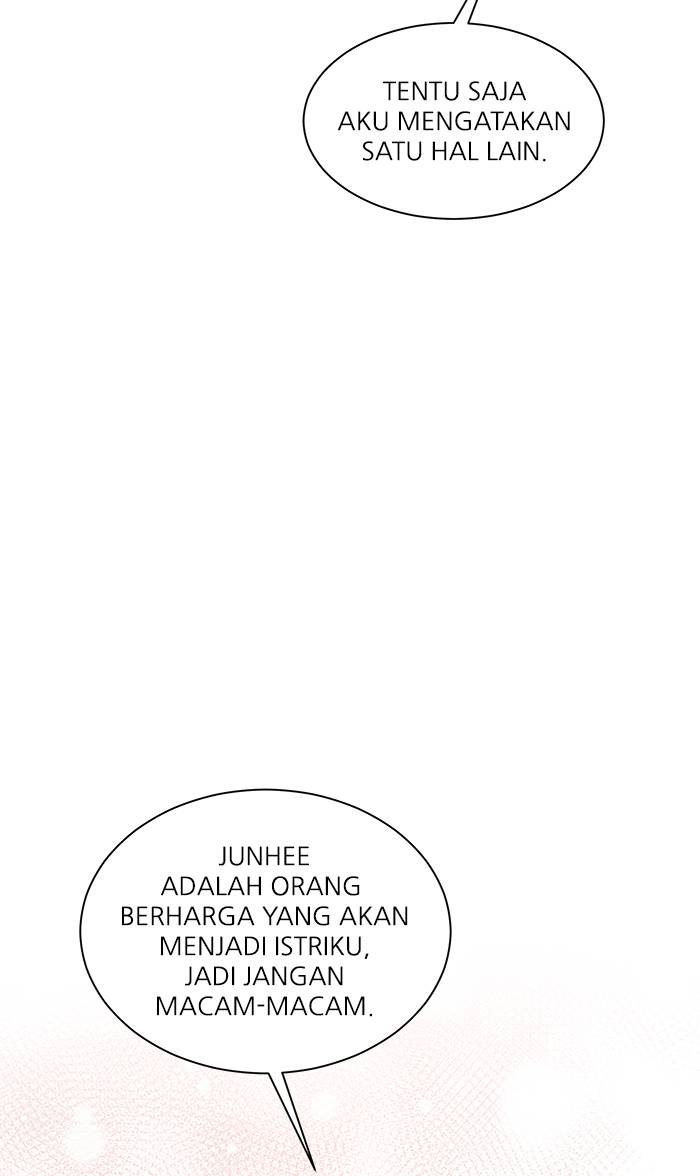 TENTU SAJA
AKU MENGATAKAN
SATU HAL LAIN.
JUNHEE
ADALAH ORANG
BERHARGA YANG AKAN
MENJADI ISTRIKU,
JADI JANGAN
MACAM-MACAM.